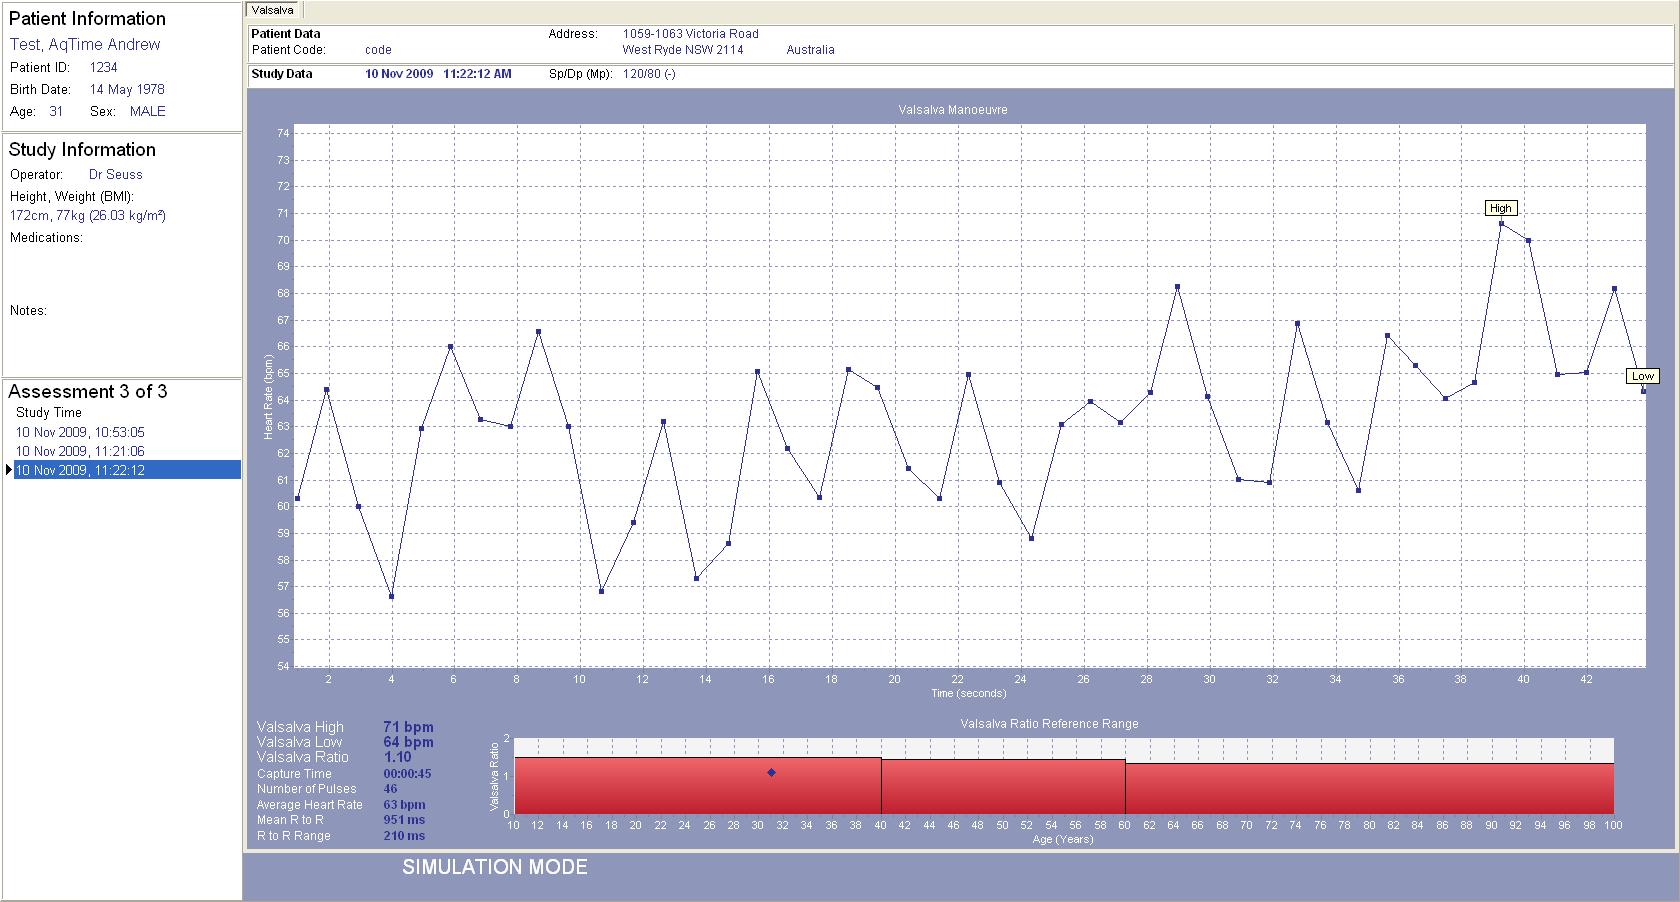 Patient Information
Test, AqTime Andrew
Patient ID: 1234
Birth Date: 14 May 1978
Age: 31 Sex: MALE
Study Information
Operator: Dr Seuss
Height, Weight (BMI):
172cm, 77kg (26.03 kg/m²)
Medications:
Notes:
Assessment 3 of 3
Study Time
10 Nov 2009, 10:53:05
10 Nov 2009, 11:21:06
10 Nov 2009, 11:22:12
Valsalva
Patient Data Address: 1059-1063 Victoria Road
Patient Code: code West Ryde NSW 2114 Australia
Study Data 10 Nov 2009 11:22:12 AM Sp/Dp (Mp): 120/80 (-)
Valsalva Manoeuvre
74
73
72
71
70
69
68
67
66
65
64
63
62
61
60
59
58
57
56
55
54
Heart Rate (bpm)
High
Low
2 4 6 8 10 12 14 16 18 20 22 24 26 28 30 32 34 36 38 40 42
Time (seconds)
Valsalva High 71 bpm
Valsalva Low 64 bpm
Valsalva Ratio 1.10
Capture Time 00:00:45
Number of Pulses 46
Average Heart Rate 63 bpm
Mean R to R 951 ms
R to R Range 210 ms
Valsalva Ratio Reference Range
Valsalva Ratio
2
1
0
10 12 14 16 18 20 22 24 26 28 30 32 34 36 38 40 42 44 46 48 50 52 54 56 58 60 62 64 66 68 70 72 74 76 78 80 82 84 86 88 90 92 94 96 98 100
Age (Years)
SIMULATION MODE